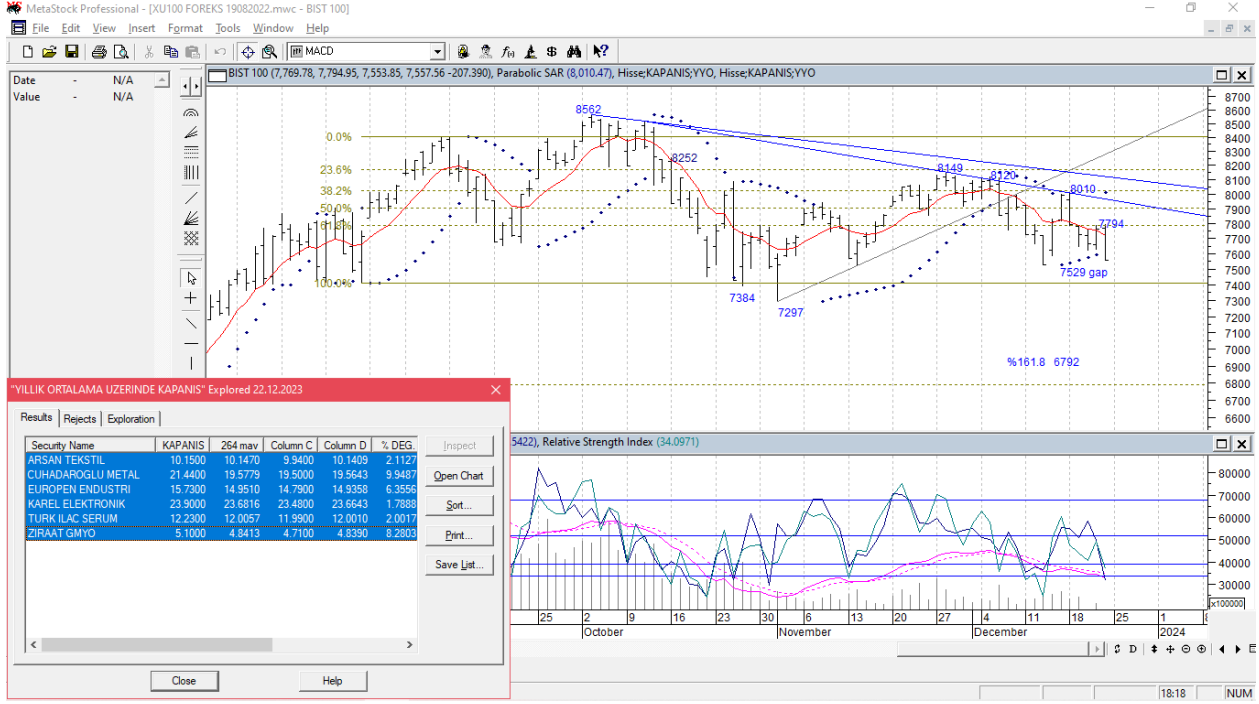 MetaStock Professional - [XU100 FOREKS 19082022.mwc - BIST 100]
File Edit View Insert Format Tools Window Help
MACD
Date - N/A
Value - N/A
BIST 100 (7,769.78, 7,794.95, 7,553.85, 7,557.56 -207.390), Parabolic SAR (8,010.47), Hisse;KAPANIS;YYO, Hisse;KAPANIS;YYO
8562
0.0%
8252
23.6%
8149
8120
38.2%
8010
50.0%
61.8%
7794
100.0%
7529 gap
7384
7297
%161.8 6792
8700
8600
8500
8400
8300
8200
8100
8000
7900
7800
7700
7600
7500
7400
7300
7200
7100
7000
6900
6800
6700
6600
"YILLIK ORTALAMA UZERINDE KAPANIS" Explored 22.12.2023
Results Rejects Exploration
Security Name KAPANIS 264 mav Column C Column D % DEG.
ARSAN TEKSTIL 10.1500 10.1470 9.9400 10.1409 2.1127
CUHADAROGLU METAL 21.4400 19.5779 19.5000 19.5643 9.9487
EUROPEN ENDUSTRI 15.7300 14.9510 14.7900 14.9358 6.3556
KAREL ELEKTRONIK 23.9000 23.6816 23.4800 23.6643 1.7888
TURK ILAC SERUM 12.2300 12.0057 11.9900 12.0010 2.0017
ZIRAAT GMYO 5.1000 4.8413 4.7100 4.8390 8.2803
Inspect
Open Chart
Sort...
Print...
Save List...
Close Help
5422), Relative Strength Index (34.0971)
80000
70000
60000
50000
40000
30000
x100000
25 2 9 16 23 30 6 13 20 27 4 11 18 25 1 8
October November December 2024
D
18:18 NUM